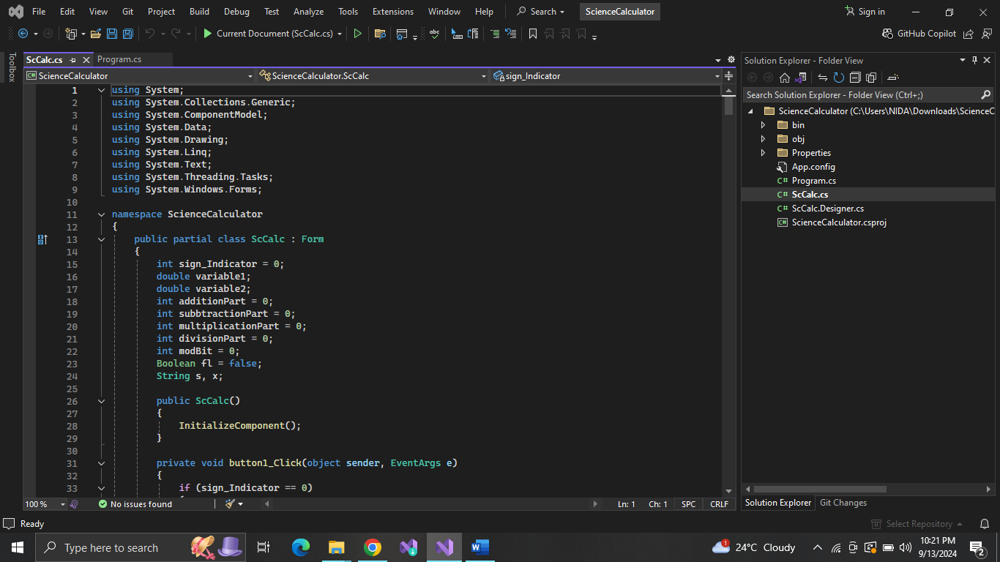 File Edit View Git Project Build Debug Test Analyze Tools Extensions Window Help Search ScienceCalculator Sign in
Current Document (ScCalc.cs) GitHub Copilot
Toolbox
ScCalc.cs Program.cs
ScienceCalculator ScienceCalculator.ScCalc sign_Indicator
1 using System;
2 using System.Collections.Generic;
3 using System.ComponentModel;
4 using System.Data;
5 using System.Drawing;
6 using System.Linq;
7 using System.Text;
8 using System.Threading.Tasks;
9 using System.Windows.Forms;
10
11 namespace ScienceCalculator
12 {
13 public partial class ScCalc : Form
14 {
15 int sign_Indicator = 0;
16 double variable1;
17 double variable2;
18 int additionPart = 0;
19 int subbtractionPart = 0;
20 int multiplicationPart = 0;
21 int divisionPart = 0;
22 int modBit = 0;
23 Boolean fl = false;
24 String s, x;
25
26 public ScCalc()
27 {
28 InitializeComponent();
29 }
30
31 private void button1_Click(object sender, EventArgs e)
32 {
33 if (sign_Indicator == 0)
100 % No issues found Ln: 1 Ch: 1 SPC CRLF
Solution Explorer - Folder View
Search Solution Explorer - Folder View (Ctrl+;)
ScienceCalculator (C:\Users\NIDA\Downloads\ScienceC
bin
obj
Properties
App.config
C# Program.cs
C# ScCalc.cs
C# ScCalc.Designer.cs
ScienceCalculator.csproj
Solution Explorer Git Changes
Ready Select Repository
Type here to search 1 24°C Cloudy 10:21 PM
9/13/2024 2